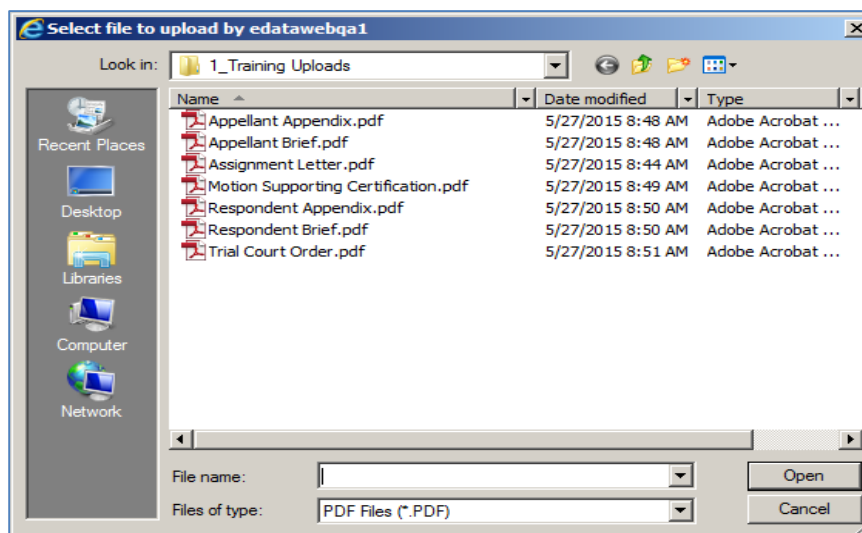 Select file to upload by edatawebqa1
Look in: 1_Training Uploads
Name Date modified Type
Appellant Appendix.pdf 5/27/2015 8:48 AM Adobe Acrobat ...
Appellant Brief.pdf 5/27/2015 8:48 AM Adobe Acrobat ...
Assignment Letter.pdf 5/27/2015 8:44 AM Adobe Acrobat ...
Motion Supporting Certification.pdf 5/27/2015 8:49 AM Adobe Acrobat ...
Respondent Appendix.pdf 5/27/2015 8:50 AM Adobe Acrobat ...
Respondent Brief.pdf 5/27/2015 8:50 AM Adobe Acrobat ...
Trial Court Order.pdf 5/27/2015 8:51 AM Adobe Acrobat ...
Recent Places
Desktop
Libraries
Computer
Network
File name: Open
Files of type: PDF Files (*.PDF) Cancel